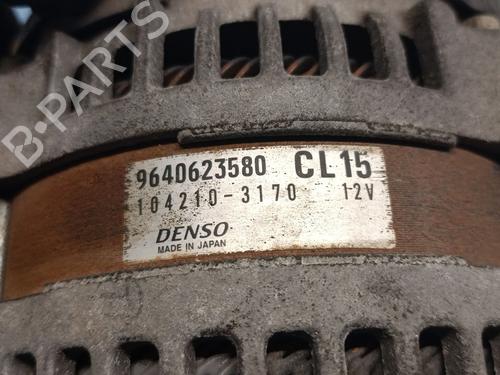 B-PARTS
9640623580 CL15
104210-3170 12V
DENSO
MADE IN JAPAN